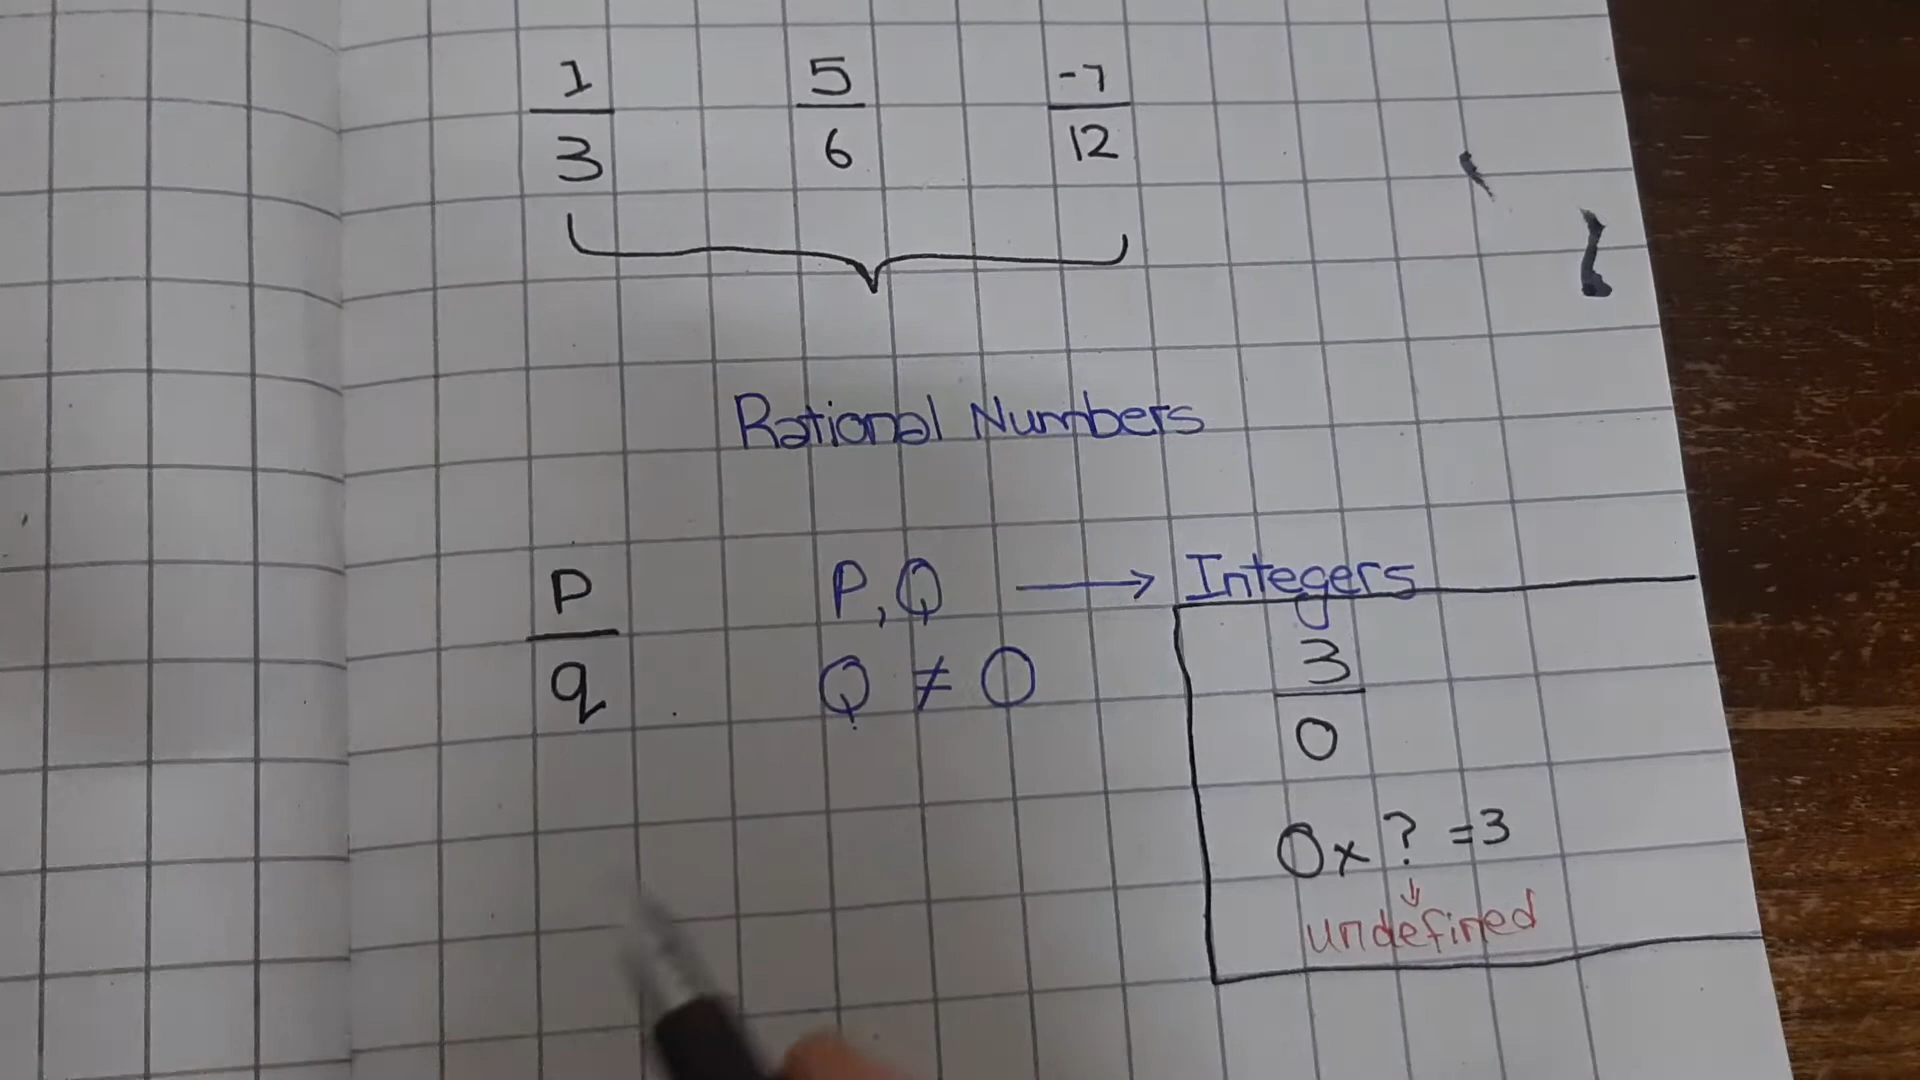 1/3 5/6 -7/12
Rational Numbers
P/q P, Q → Integers
Q ≠ 0
3/0
0 x ? = 3
↓
undefined